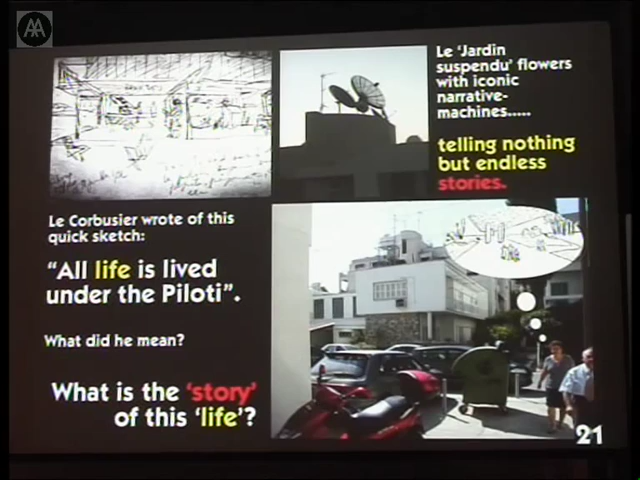 AA
Le 'Jardin
suspendu' flowers
with iconic
narrative-
machines.....
telling nothing
but endless
stories.
Le Corbusier wrote of this
quick sketch:
"All life is lived
under the Piloti".
What did he mean?
What is the 'story'
of this 'life'?
21